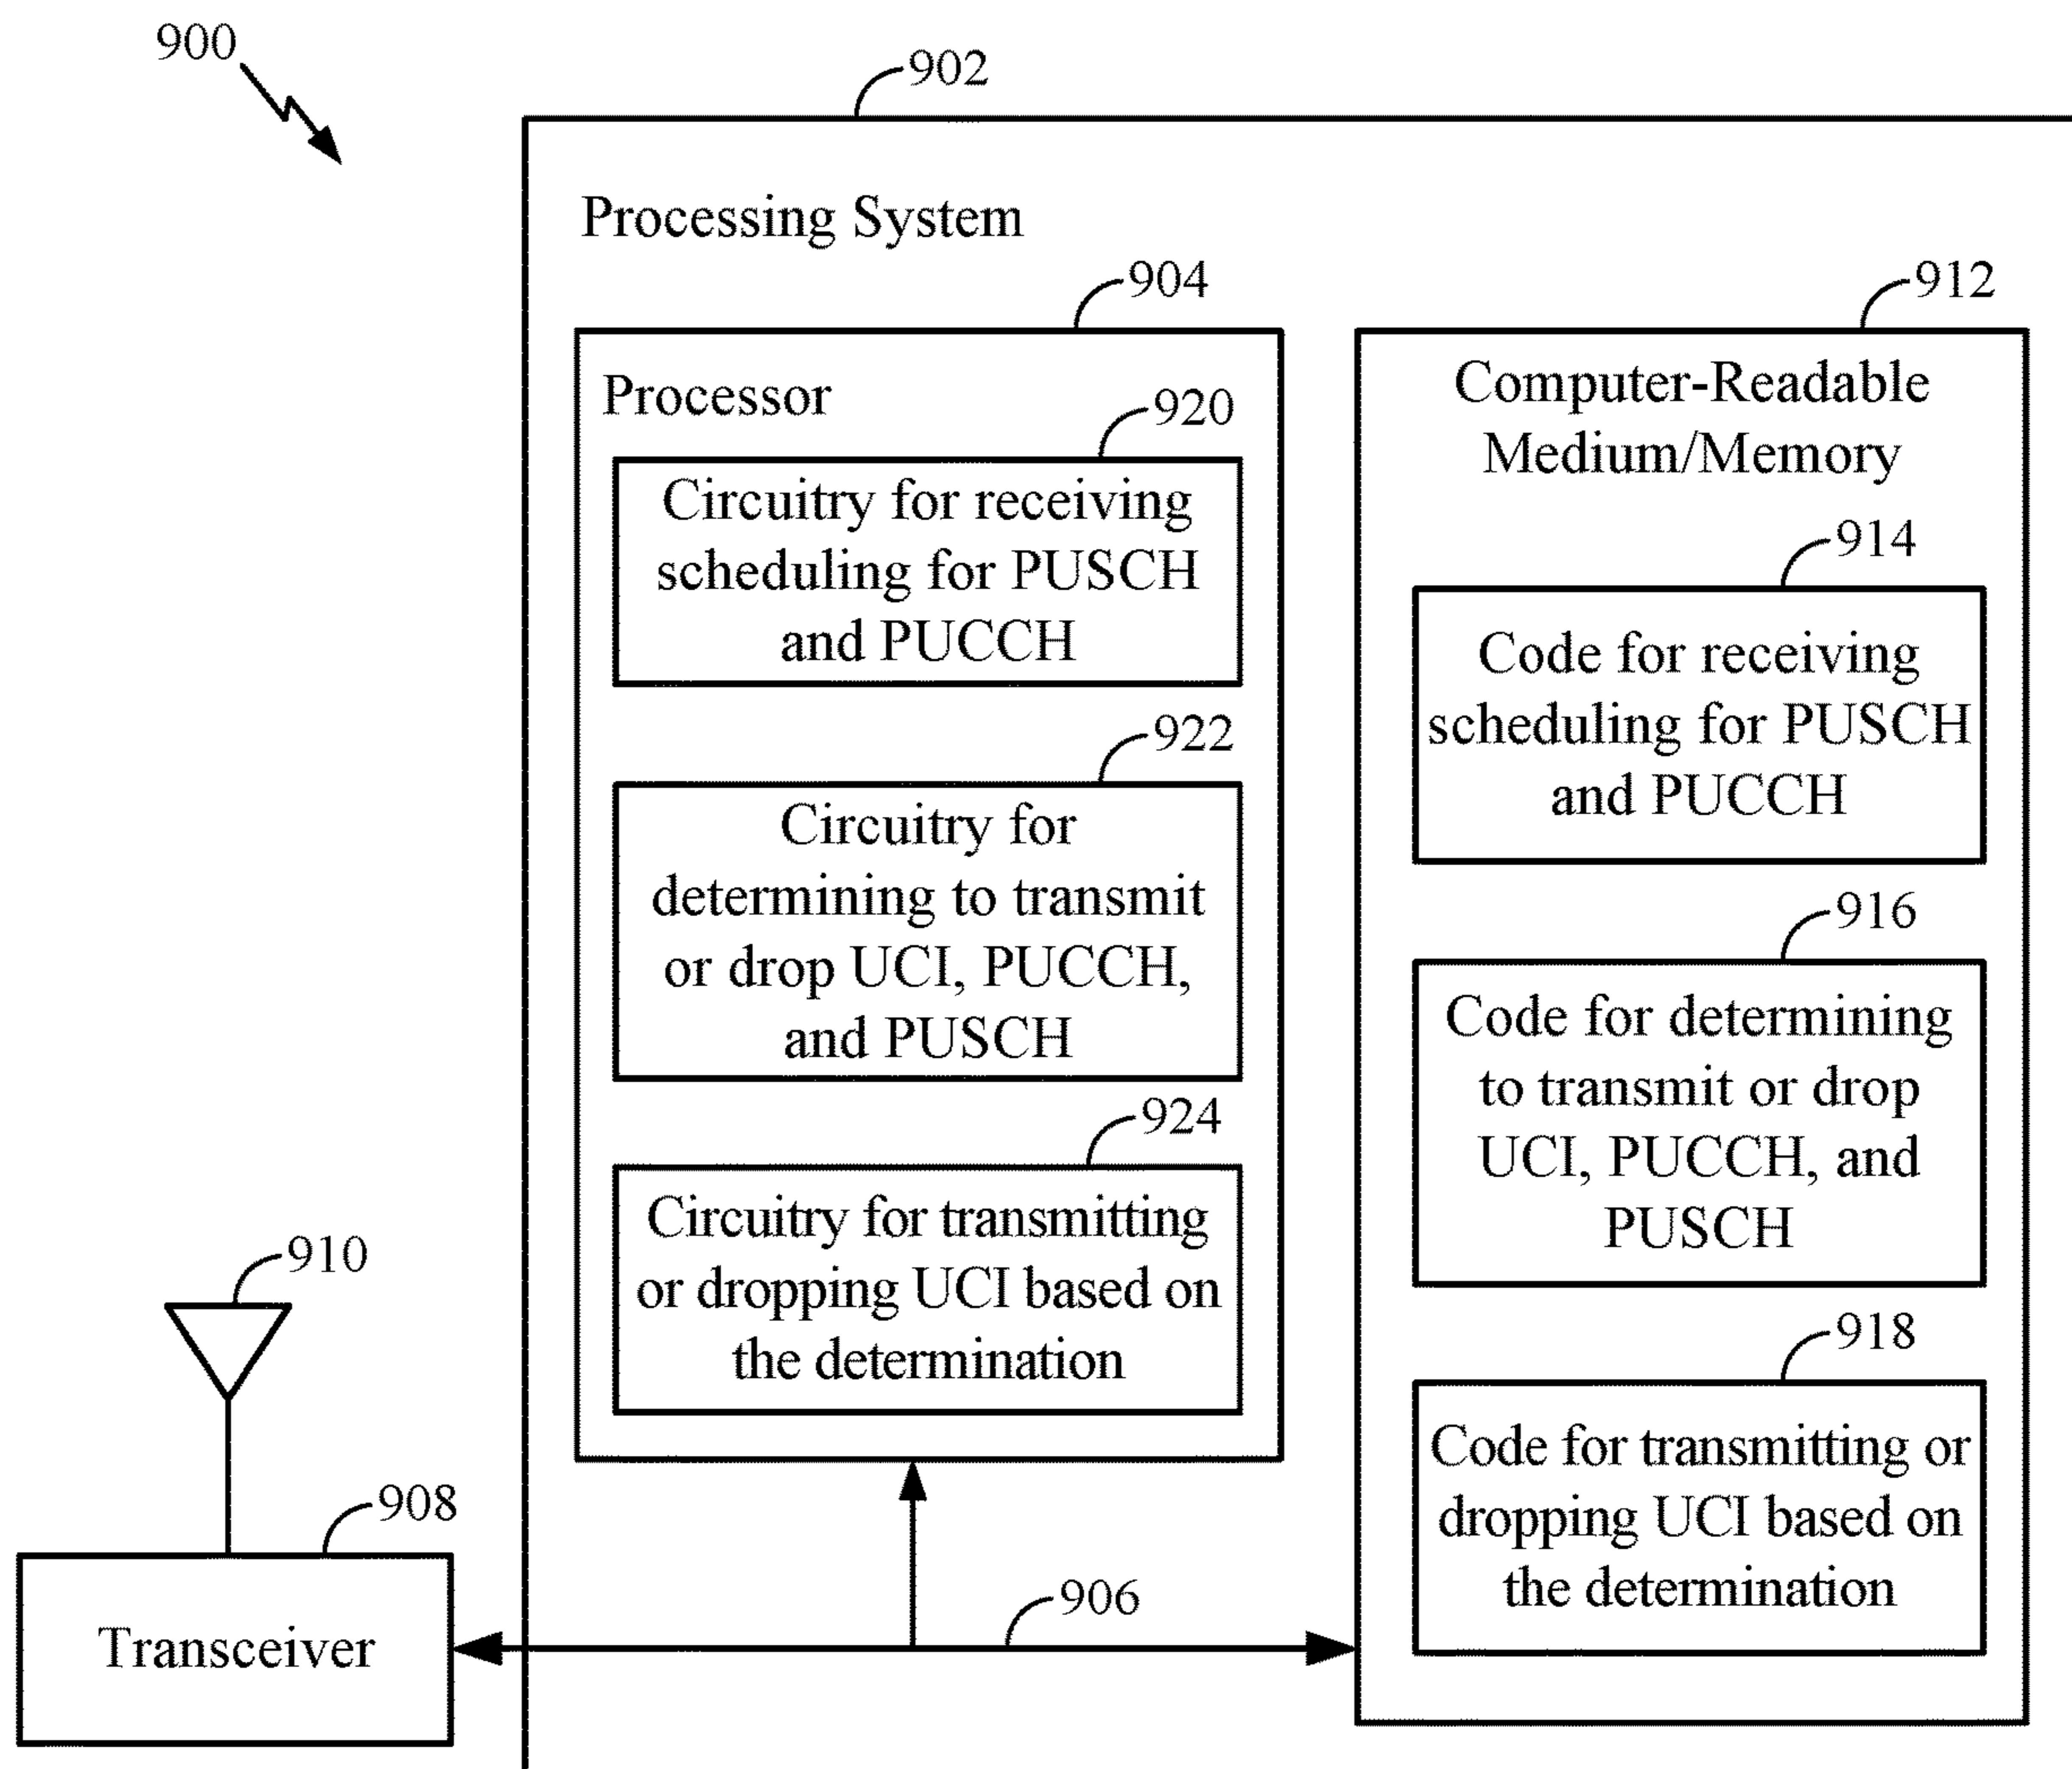 900
902
Processing System
904
Processor
920
Circuitry for receiving
scheduling for PUSCH
and PUCCH
922
Circuitry for
determining to transmit
or drop UCI, PUCCH,
and PUSCH
924
Circuitry for transmitting
or dropping UCI based on
the determination
912
Computer-Readable
Medium/Memory
914
Code for receiving
scheduling for PUSCH
and PUCCH
916
Code for determining
to transmit or drop
UCI, PUCCH, and
PUSCH
918
Code for transmitting or
dropping UCI based on
the determination
910
908
Transceiver
906